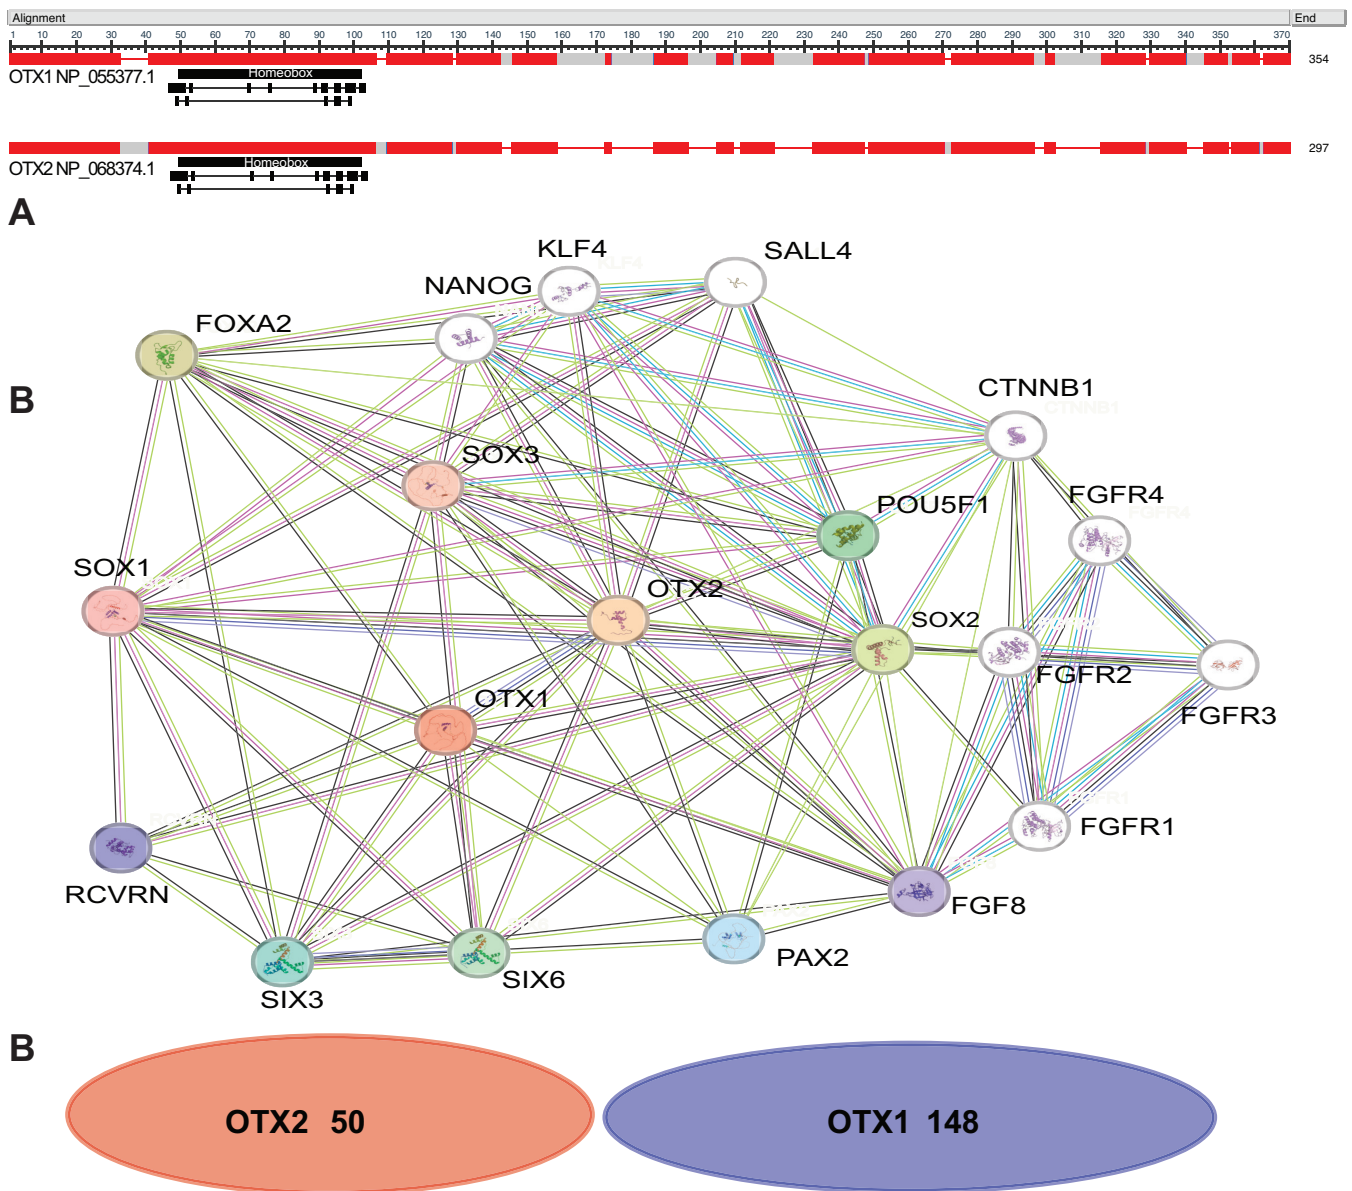 Alignment End
1 10 20 30 40 50 60 70 80 90 100 110 120 130 140 150 160 170 180 190 200 210 220 230 240 250 260 270 280 290 300 310 320 330 340 350 370
354
OTX1 NP_055377.1 Homeobox
297
OTX2 NP_068374.1 Homeobox
A
KLF4
SALL4
KLF4
NANOG
FOXA2
B
CTNNB1
CTNNB1
SOX3
FGFR4
POU5F1
FGFR4
SOX1
OTX2
SOX2
FGFR2
OTX1
FGFR3
FGFR1
RCVRN
FGF8
PAX2
SIX6
SIX3
B
OTX2 50
OTX1 148